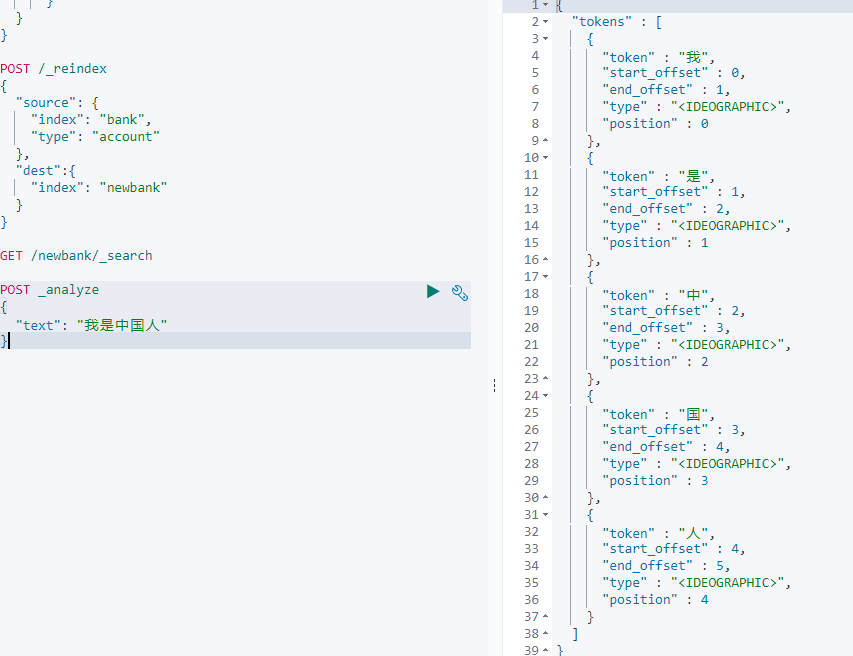 }
}
}
POST /_reindex
{
"source": {
"index": "bank",
"type": "account"
},
"dest":{
"index": "newbank"
}
}
GET /newbank/_search
POST _analyze
{
"text": "我是中国人"
}
1 {
2 "tokens" : [
3 {
4 "token" : "我",
5 "start_offset" : 0,
6 "end_offset" : 1,
7 "type" : "<IDEOGRAPHIC>",
8 "position" : 0
9 },
10 {
11 "token" : "是",
12 "start_offset" : 1,
13 "end_offset" : 2,
14 "type" : "<IDEOGRAPHIC>",
15 "position" : 1
16 },
17 {
18 "token" : "中",
19 "start_offset" : 2,
20 "end_offset" : 3,
21 "type" : "<IDEOGRAPHIC>",
22 "position" : 2
23 },
24 {
25 "token" : "国",
26 "start_offset" : 3,
27 "end_offset" : 4,
28 "type" : "<IDEOGRAPHIC>",
29 "position" : 3
30 },
31 {
32 "token" : "人",
33 "start_offset" : 4,
34 "end_offset" : 5,
35 "type" : "<IDEOGRAPHIC>",
36 "position" : 4
37 }
38 ]
39 }